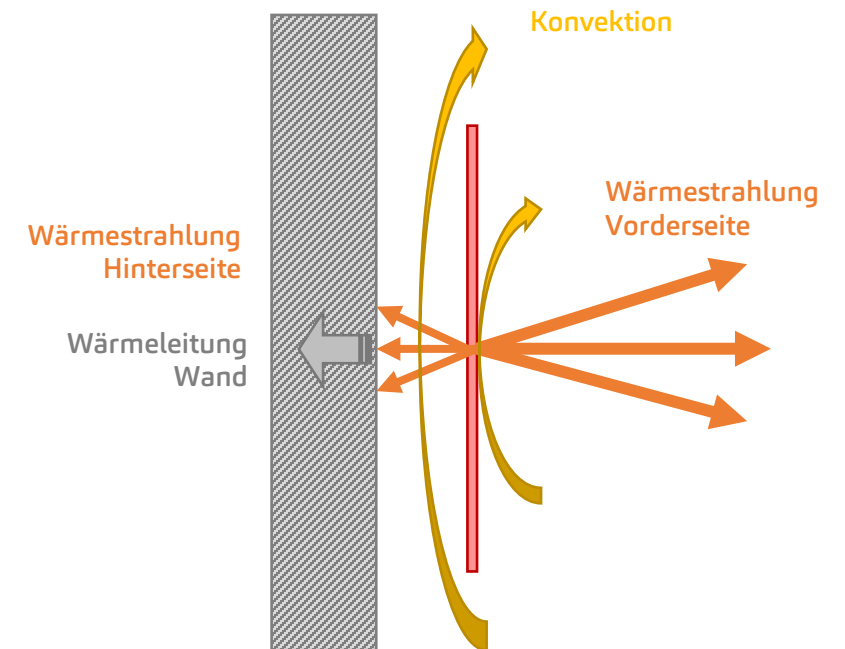 Konvektion
Wärmestrahlung
Vorderseite
Wärmestrahlung
Hinterseite
Wärmeleitung
Wand